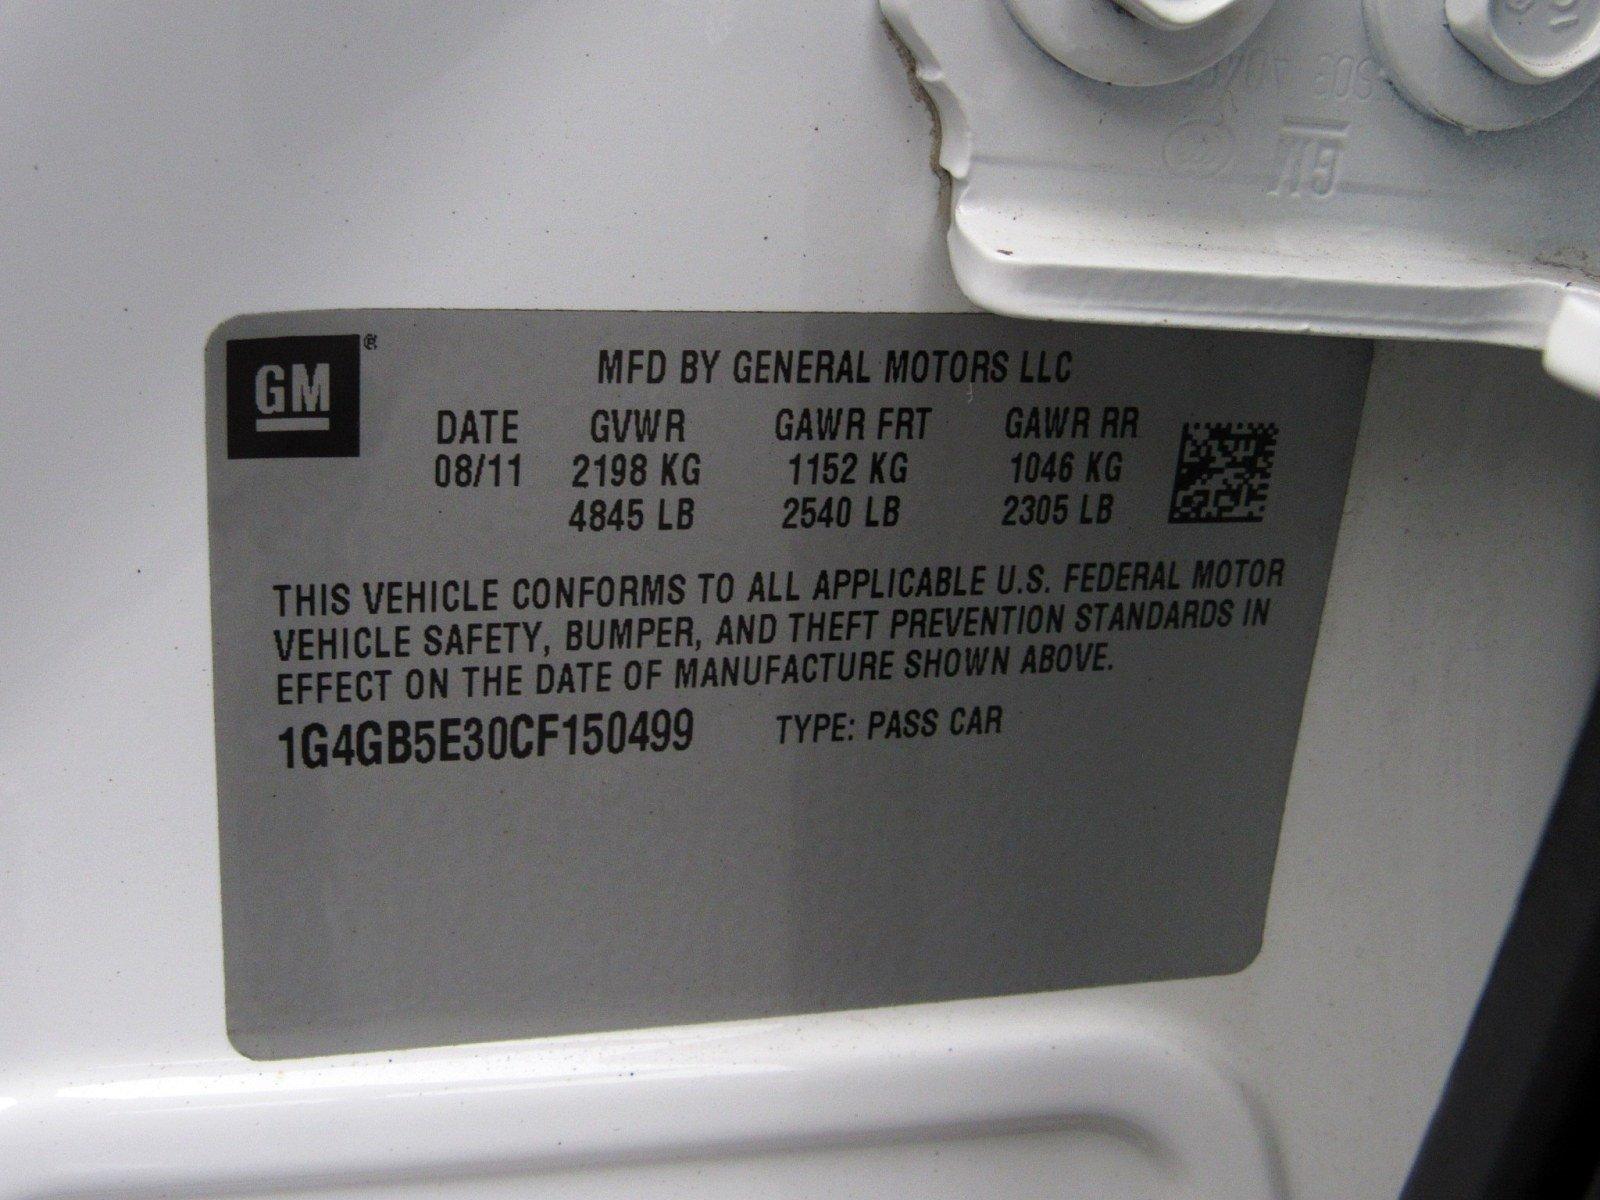 GM®
MFD BY GENERAL MOTORS LLC
DATE GVWR GAWR FRT GAWR RR
08/11 2198 KG 1152 KG 1046 KG
4845 LB 2540 LB 2305 LB
THIS VEHICLE CONFORMS TO ALL APPLICABLE U.S. FEDERAL MOTOR
VEHICLE SAFETY, BUMPER, AND THEFT PREVENTION STANDARDS IN
EFFECT ON THE DATE OF MANUFACTURE SHOWN ABOVE.
1G4GB5E30CF150499 TYPE: PASS CAR